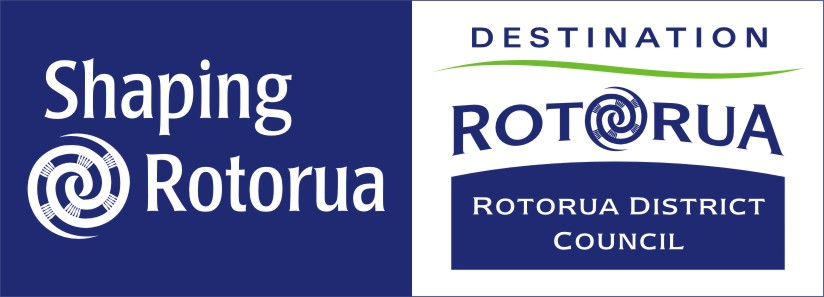 Shaping
Rotorua
DESTINATION
ROTORUA
ROTORUA DISTRICT
COUNCIL